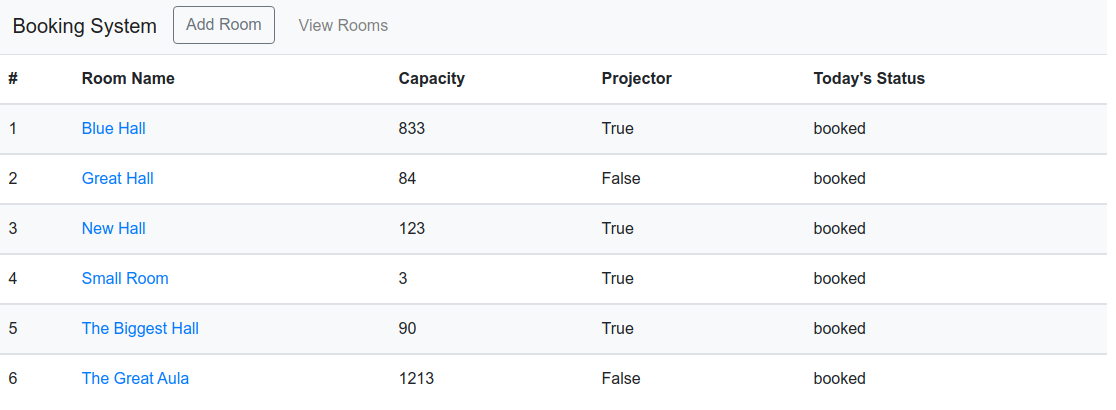 Booking System Add Room View Rooms
# Room Name Capacity Projector Today's Status
1 Blue Hall 833 True booked
2 Great Hall 84 False booked
3 New Hall 123 True booked
4 Small Room 3 True booked
5 The Biggest Hall 90 True booked
6 The Great Aula 1213 False booked